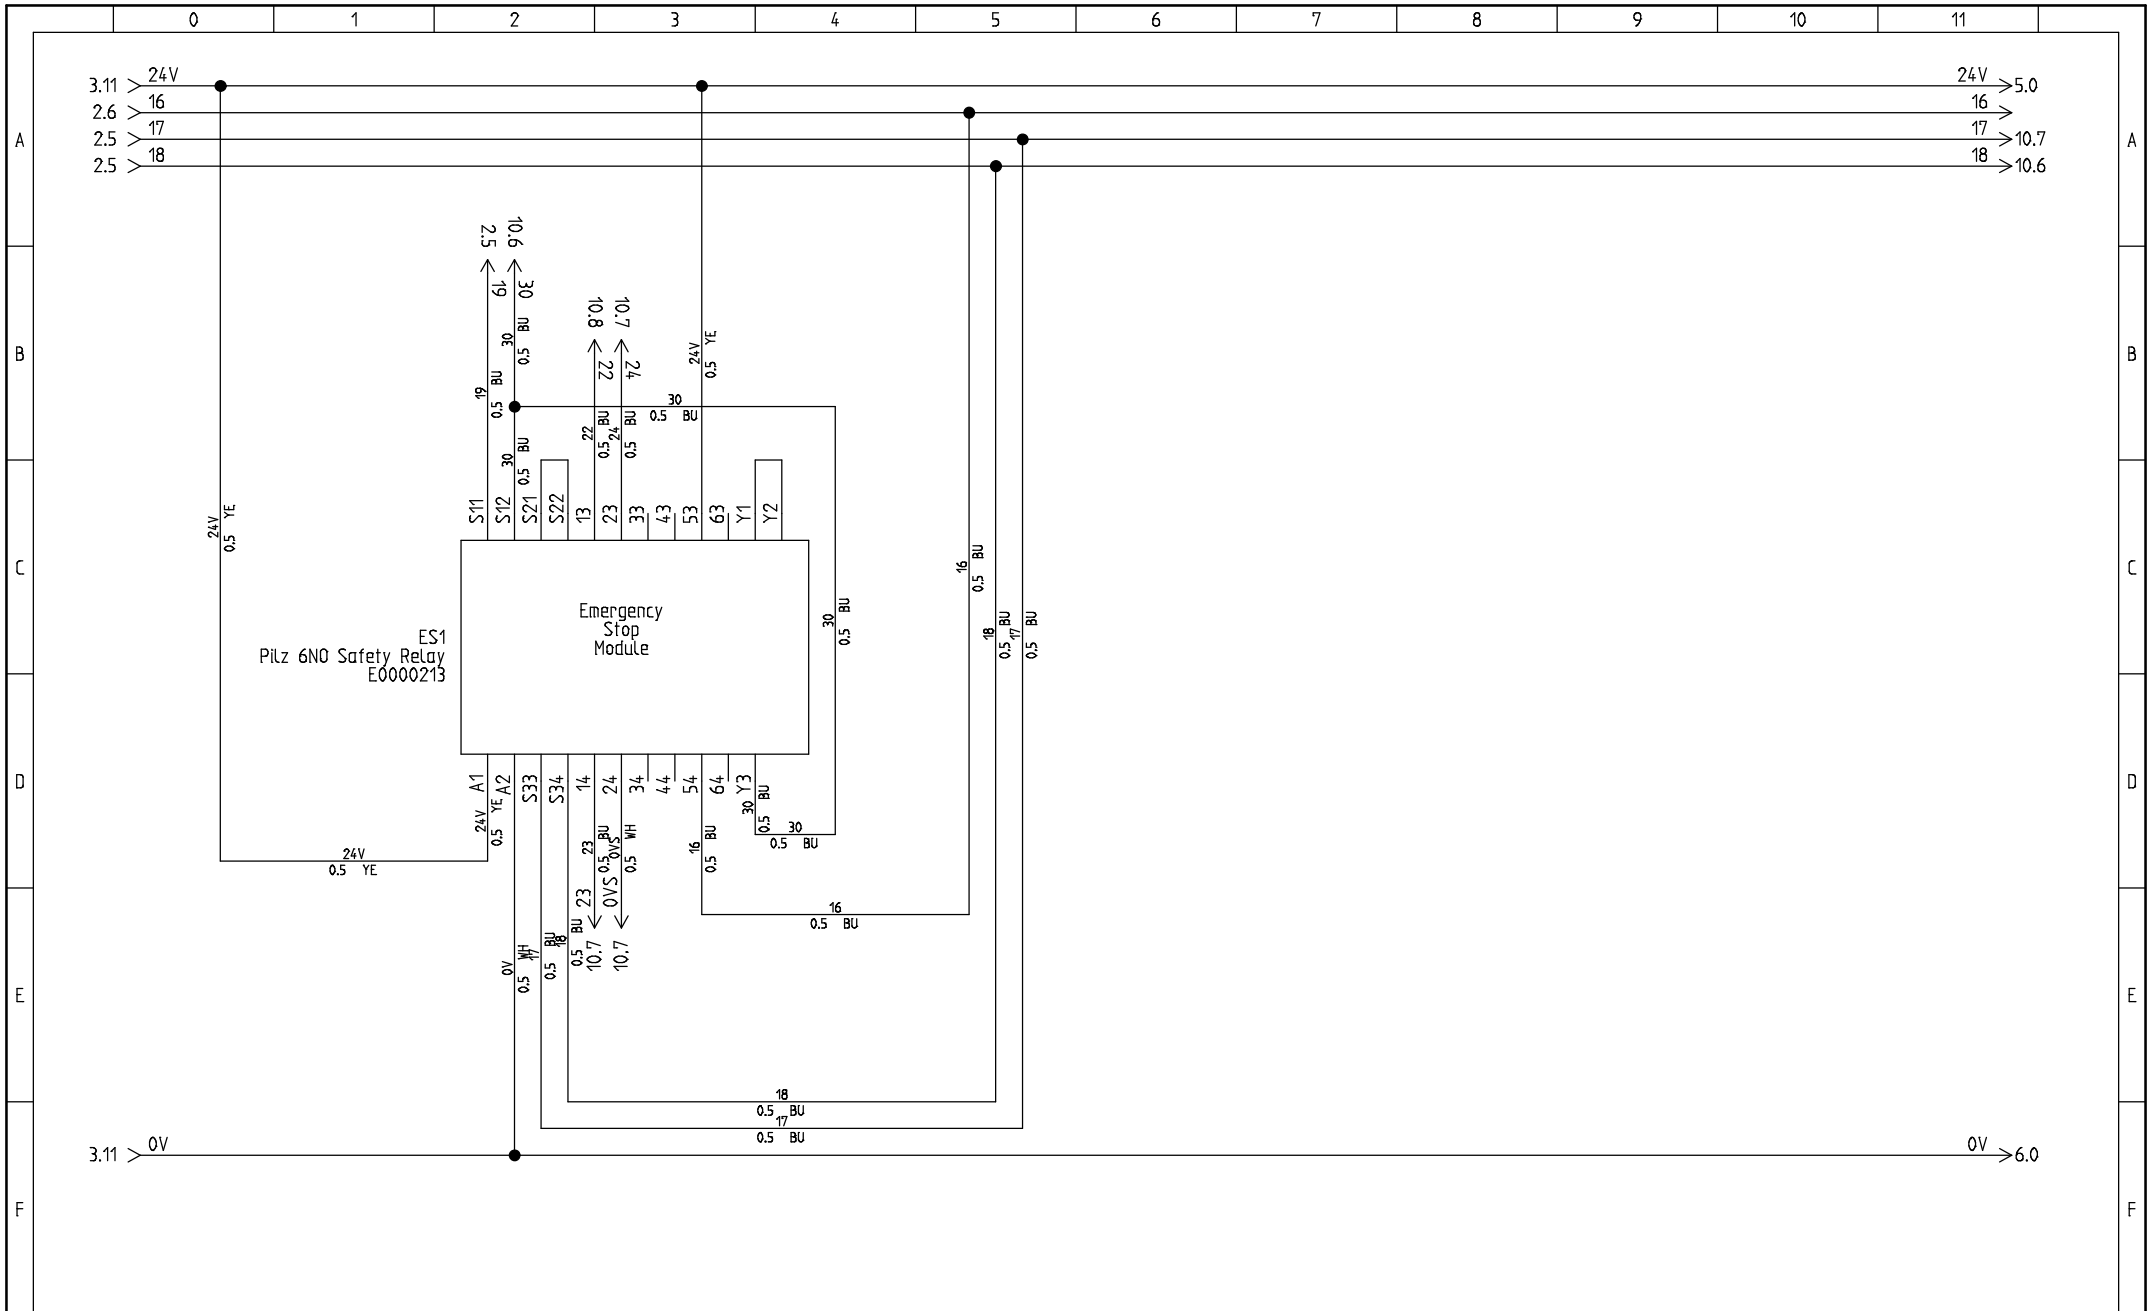 0 1 2 3 4 5 6 7 8 9 10 11
3.11 24V 24V 5.0
2.6 16 16
2.5 17 17 10.7
2.5 18 18 10.6
A A
2.5 10.6
19 30
10.8 10.7
22 24
B B
30
0.5 BU
19
0.5 BU
30
0.5 BU
22
0.5 BU
24
0.5 BU
24V
0.5 YE
30
0.5 BU
S11 S12 S21 S22 13 23 33 43 53 63 Y1 Y2
24V
0.5 YE
C C
16
0.5 BU
30
0.5 BU
18
0.5 BU
17
0.5 BU
Emergency
Stop
Module
ES1
Pilz 6NO Safety Relay
E0000213
D D
A1 A2 S33 S34 14 24 34 44 54 64 Y3
24V
0.5 YE
23
0.5 BU
0VS
0.5 WH
16
0.5 BU
30
0.5 BU
30
0.5 BU
24V
0.5 YE
23 0VS
10.7 10.7
16
0.5 BU
0V
0.5 WH
17
0.5 BU
18
0.5 BU
E E
18
0.5 BU
17
0.5 BU
3.11 0V 0V 6.0
F F